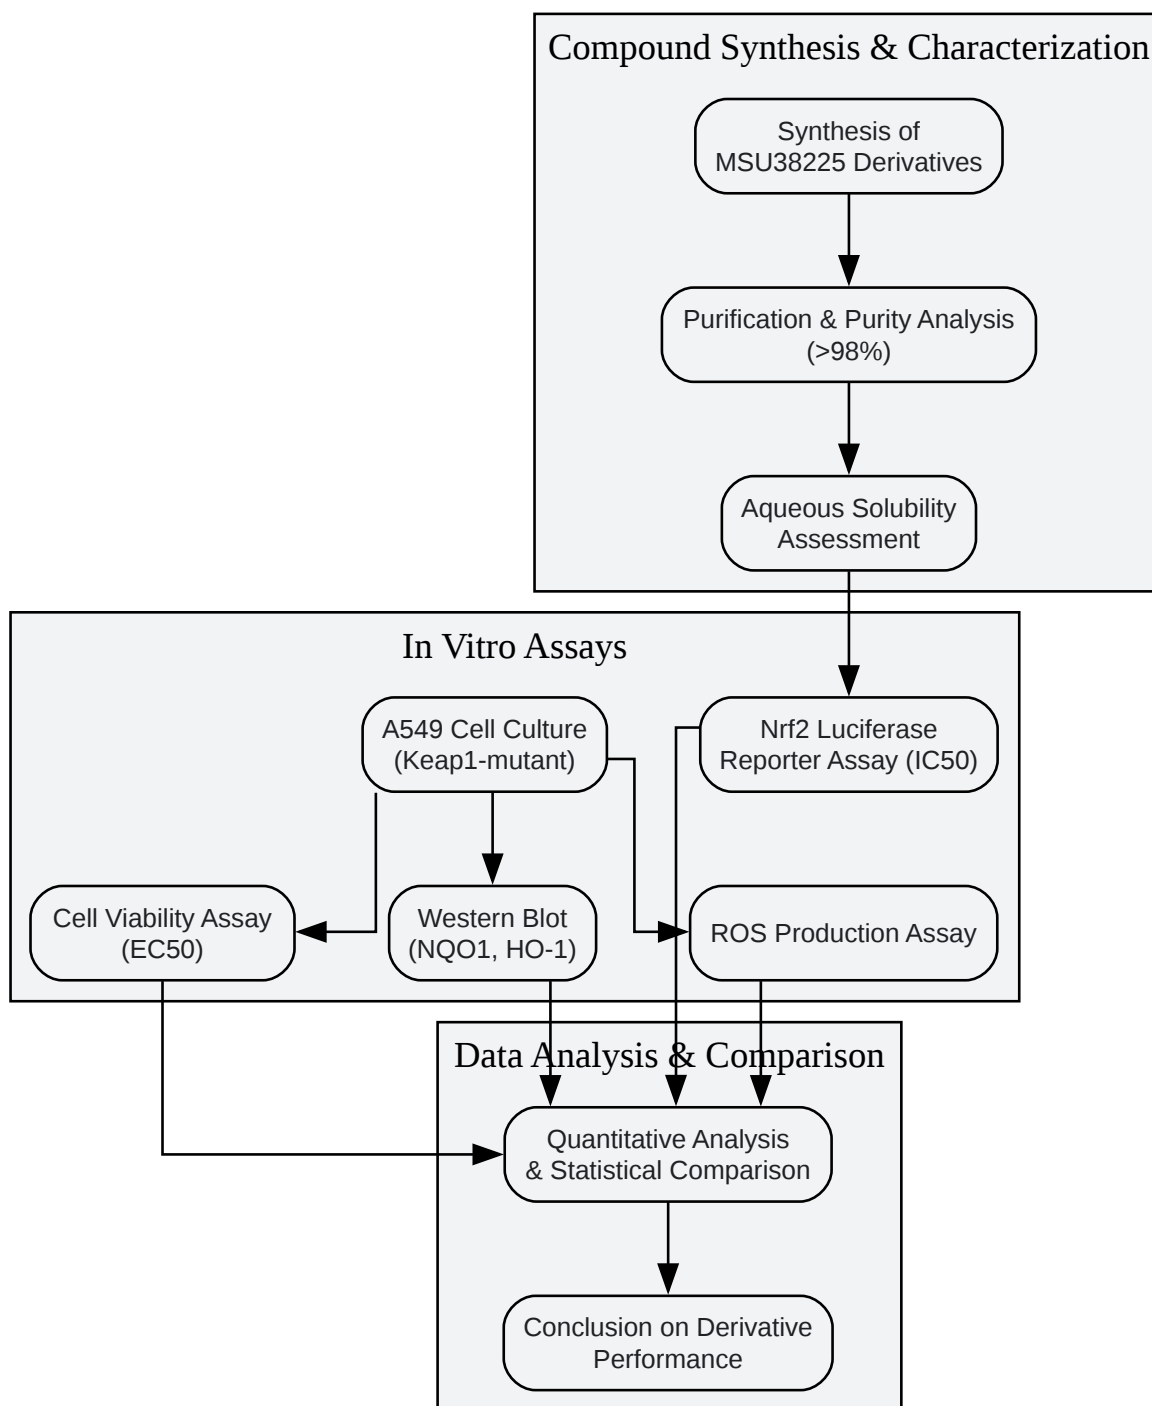 Compound Synthesis & Characterization
Synthesis of
MSU38225 Derivatives
Purification & Purity Analysis
(>98%)
Aqueous Solubility
Assessment
In Vitro Assays
A549 Cell Culture
(Keap1-mutant)
Nrf2 Luciferase
Reporter Assay (IC50)
Cell Viability Assay
(EC50)
Western Blot
(NQO1, HO-1)
ROS Production Assay
Data Analysis & Comparison
Quantitative Analysis
& Statistical Comparison
Conclusion on Derivative
Performance